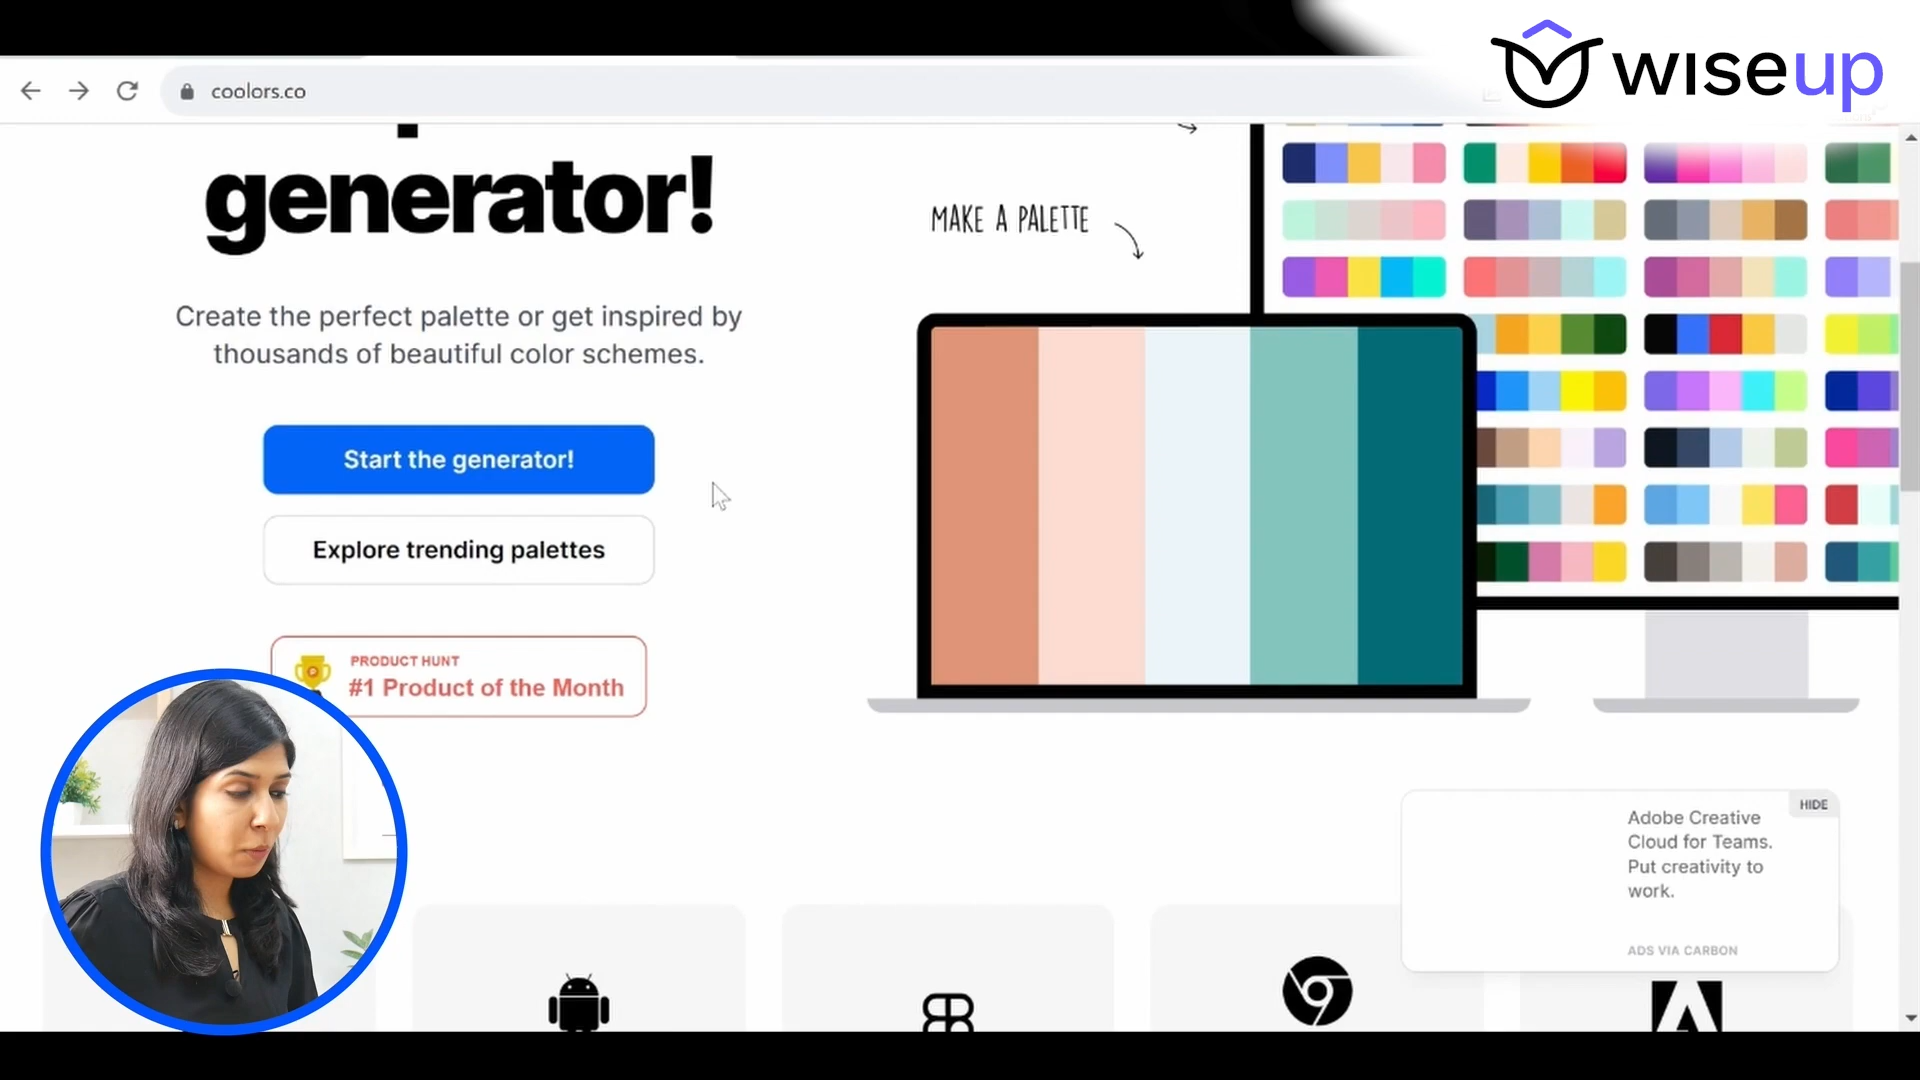 wiseup
coolors.co
generator!
MAKE A PALETTE
Create the perfect palette or get inspired by
thousands of beautiful color schemes.
Start the generator!
Explore trending palettes
PRODUCT HUNT
#1 Product of the Month
HIDE
Adobe Creative
Cloud for Teams.
Put creativity to
work.
ADS VIA CARBON